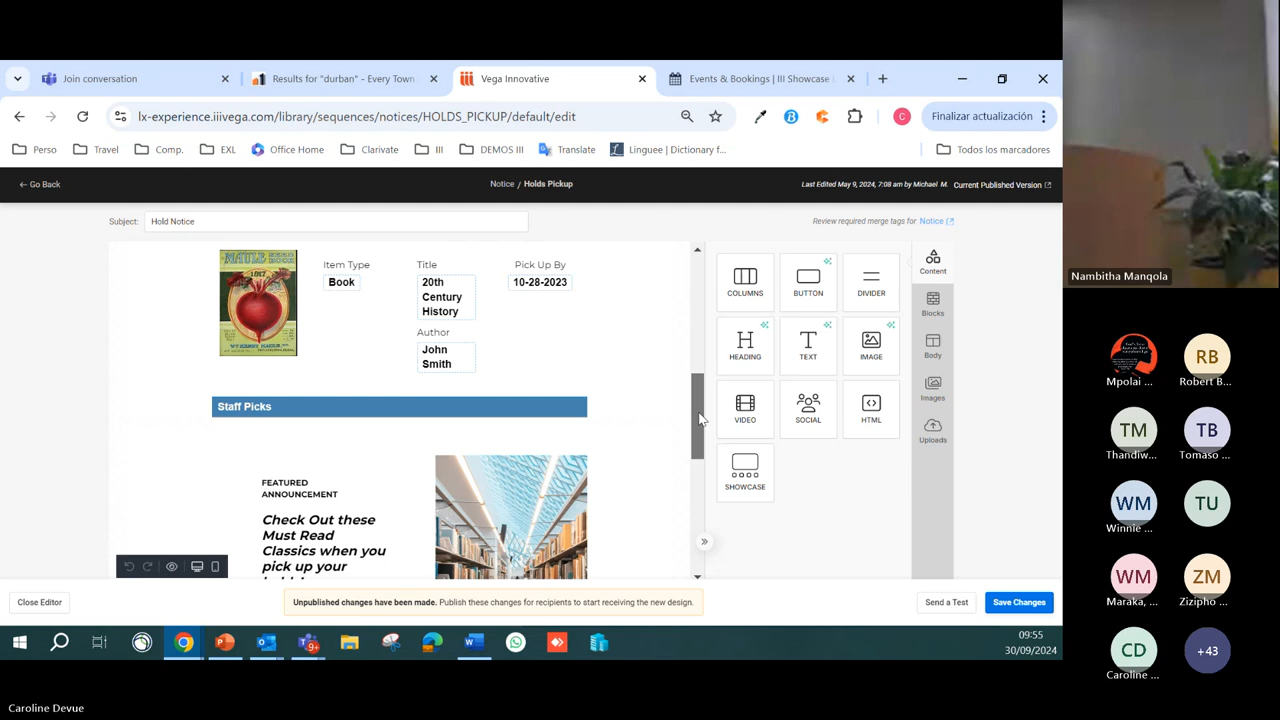 Join conversation
Results for "durban" - Every Town
Vega Innovative
Events & Bookings | III Showcase
lx-experience.iiivega.com/library/sequences/notices/HOLDS_PICKUP/default/edit
C
Finalizar actualización
Perso
Travel
Comp.
EXL
Office Home
Clarivate
III
DEMOS III
Translate
Linguee | Dictionary f...
Todos los marcadores
← Go Back
Notice / Holds Pickup
Last Edited May 9, 2024, 7:08 am by Michael M.
Current Published Version
Subject:
Hold Notice
Review required merge tags for Notice
1917
Item Type
Book
Title
20th
Century
History
Pick Up By
10-28-2023
Author
John
Smith
Staff Picks
FEATURED
ANNOUNCEMENT
Check Out these
Must Read
Classics when you
pick up your
COLUMNS
BUTTON
DIVIDER
HEADING
TEXT
IMAGE
VIDEO
SOCIAL
HTML
SHOWCASE
Content
Blocks
Body
Images
Uploads
Close Editor
Unpublished changes have been made. Publish these changes for recipients to start receiving the new design.
Send a Test
Save Changes
09:55
30/09/2024
Nambitha Manqola
Mpolai ...
RB
Robert B...
TM
Thandiw...
TB
Tomaso ...
WM
Winnie ...
TU
WM
Maraka, ...
ZM
Zizipho ...
CD
Caroline ...
+43
Caroline Devue